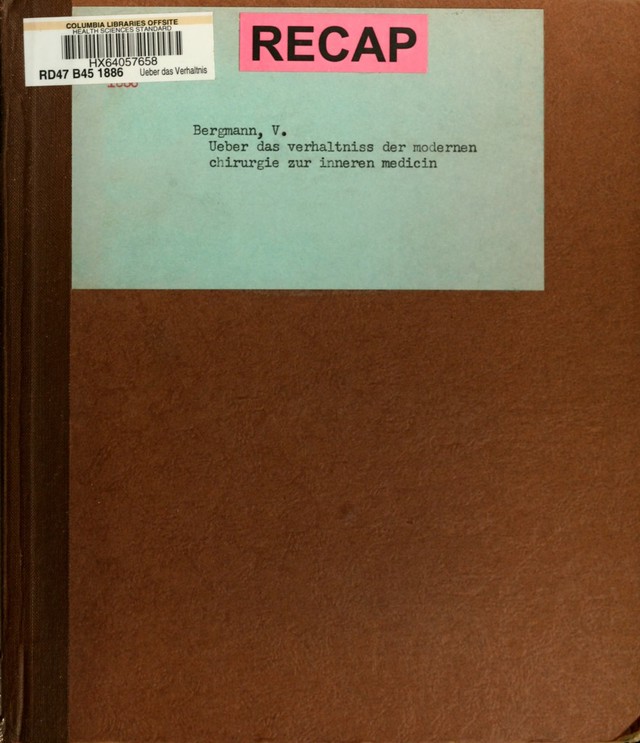 COLUMBIA LIBRARIES OFFSITE
HEALTH SCIENCES STANDARD
HX64057658
RD47 B45 1886 Ueber das Verhaltnis
RECAP
Bergmann, V.
Ueber das verhaltniss der modernen
chirurgie zur inneren medicin